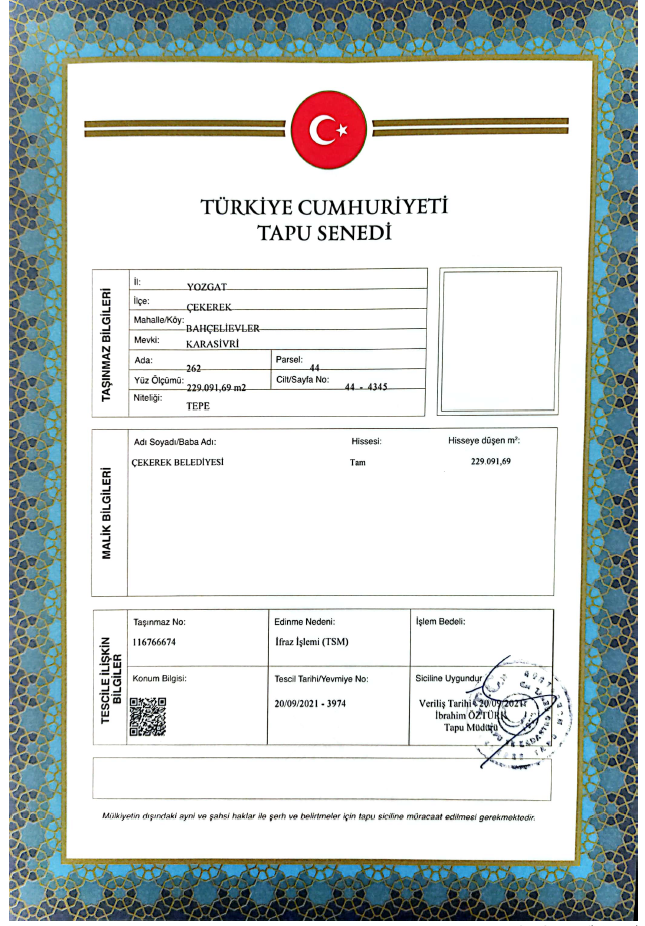 TÜRKİYE CUMHURİYETİ
TAPU SENEDİ
TAŞINMAZ BİLGİLERİ
İl: YOZGAT
İlçe: ÇEKEREK
Mahalle/Köy: BAHÇELİEVLER
Mevki: KARASİVRİ
Ada: 262 Parsel: 44
Yüz Ölçümü: 229.091,69 m2 Cilt/Sayfa No: 44 - 4345
Niteliği: TEPE
MALİK BİLGİLERİ
Adı Soyadı/Baba Adı: Hissesi: Hisseye düşen m²:
ÇEKEREK BELEDİYESİ Tam 229.091,69
TESCİLE İLİŞKİN
BİLGİLER
Taşınmaz No: Edinme Nedeni: İşlem Bedeli:
116766674 İfraz İşlemi (TSM)
Konum Bilgisi: Tescil Tarihi/Yevmiye No: Siciline Uygundur
20/09/2021 - 3974 Veriliş Tarihi 20/09/2021
İbrahim ÖZTÜRK
Tapu Müdürü
Mülkiyetin dışındaki ayni ve şahsi haklar ile şerh ve belirtmeler için tapu siciline müracaat edilmesi gerekmektedir.